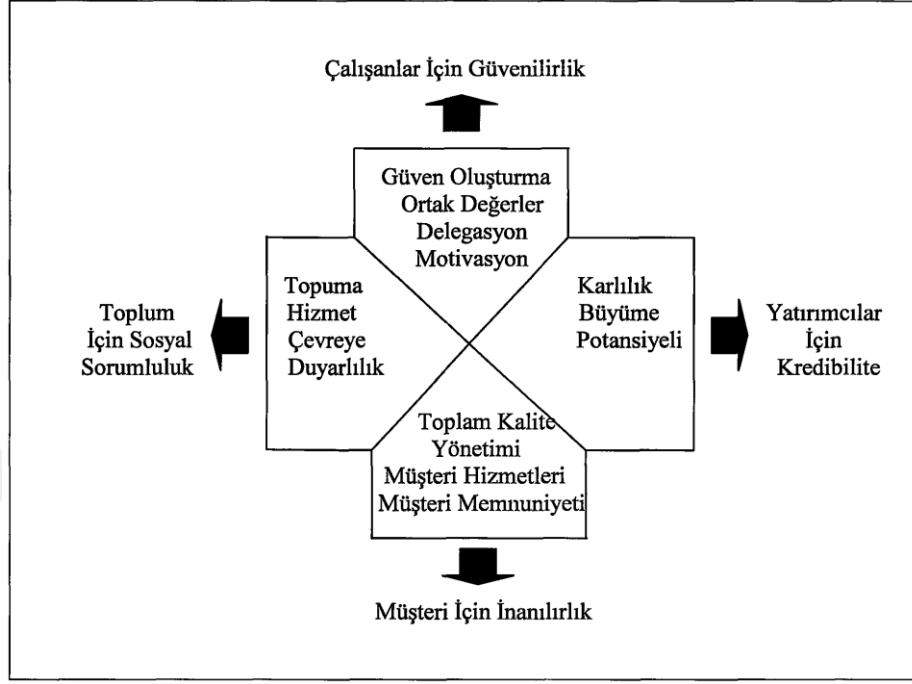 Çalışanlar İçin Güvenilirlik
Güven Oluşturma
Ortak Değerler
Delegasyon
Motivasyon
Toplum
İçin Sosyal
Sorumluluk
Topuma
Hizmet
Çevreye
Duyarlılık
Karlılık
Büyüme
Potansiyeli
Yatırımcılar
İçin
Kredibilite
Toplam Kalite
Yönetimi
Müşteri Hizmetleri
Müşteri Memnuniyeti
Müşteri İçin İnanılırlık